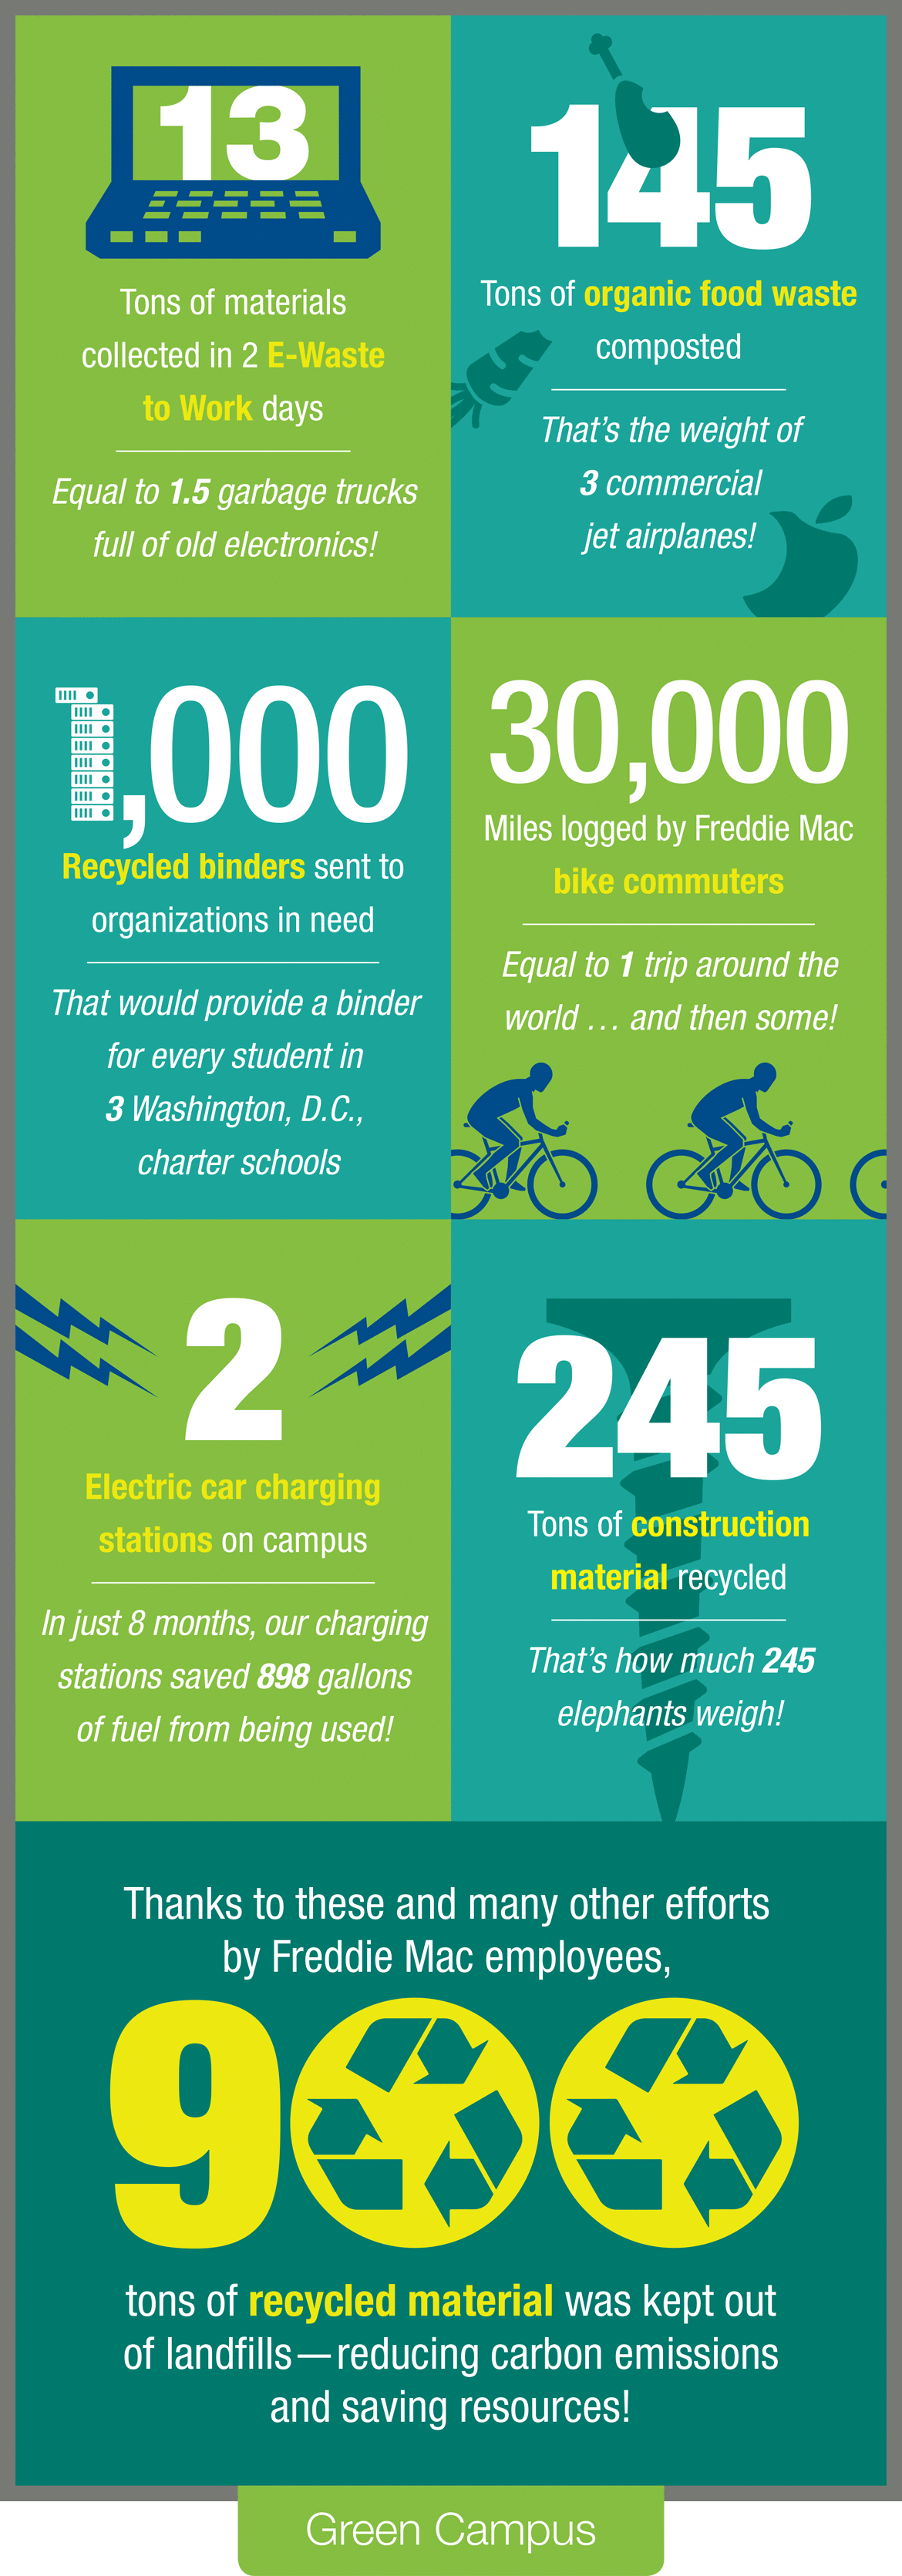 13
Tons of materials
collected in 2 E-Waste
to Work days
Equal to 1.5 garbage trucks
full of old electronics!
145
Tons of organic food waste
composted
That's the weight of
3 commercial
jet airplanes!
1,000
Recycled binders sent to
organizations in need
That would provide a binder
for every student in
3 Washington, D.C.,
charter schools
30,000
Miles logged by Freddie Mac
bike commuters
Equal to 1 trip around the
world ... and then some!
2
Electric car charging
stations on campus
In just 8 months, our charging
stations saved 898 gallons
of fuel from being used!
245
Tons of construction
material recycled
That's how much 245
elephants weigh!
Thanks to these and many other efforts
by Freddie Mac employees,
900
tons of recycled material was kept out
of landfills—reducing carbon emissions
and saving resources!
Green Campus